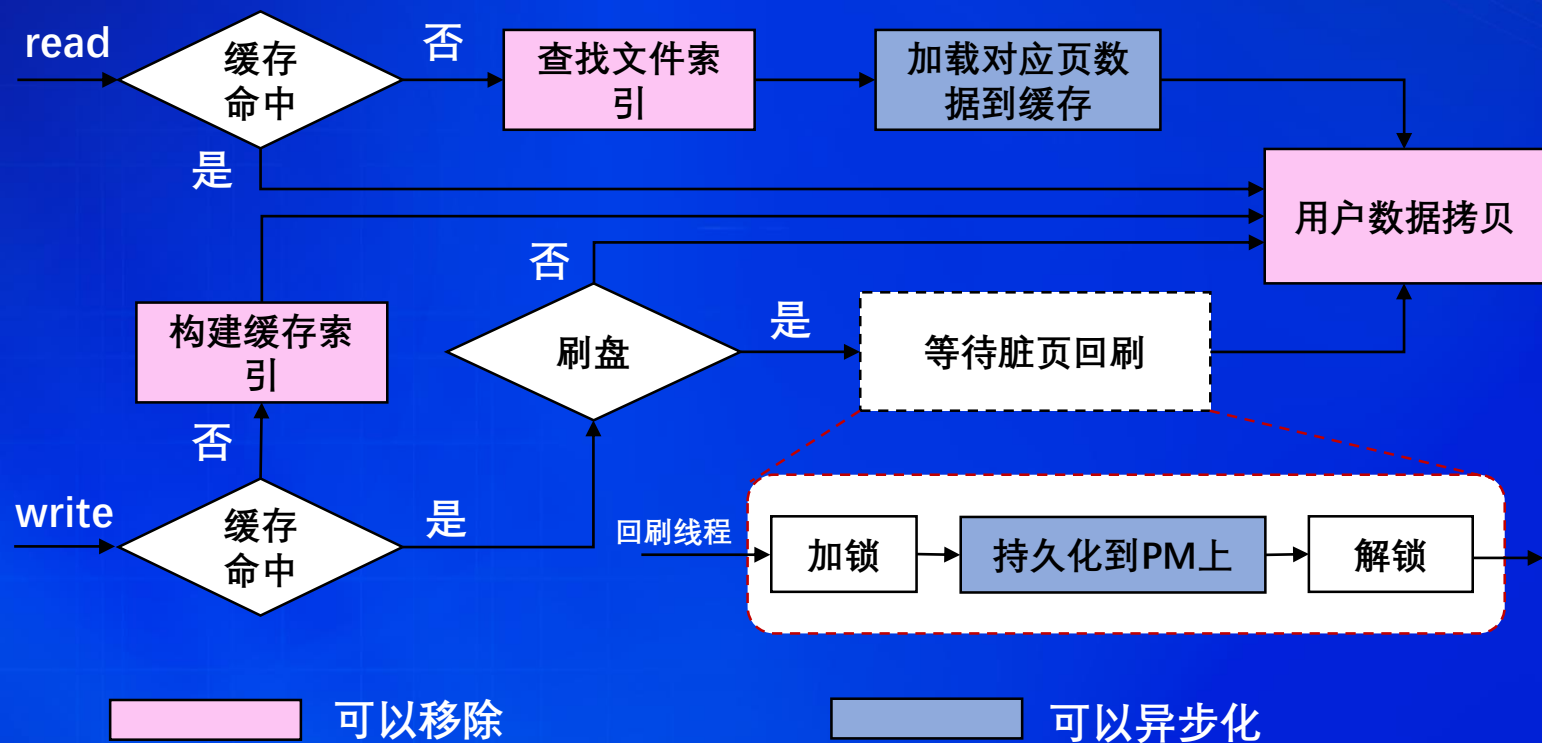 read
缓存
命中
否
查找文件索
引
加载对应页数
据到缓存
是
用户数据拷贝
否
构建缓存索
引
刷盘
是
等待脏页回刷
否
write
缓存
命中
是
回刷线程
加锁
持久化到PM上
解锁
可以移除
可以异步化